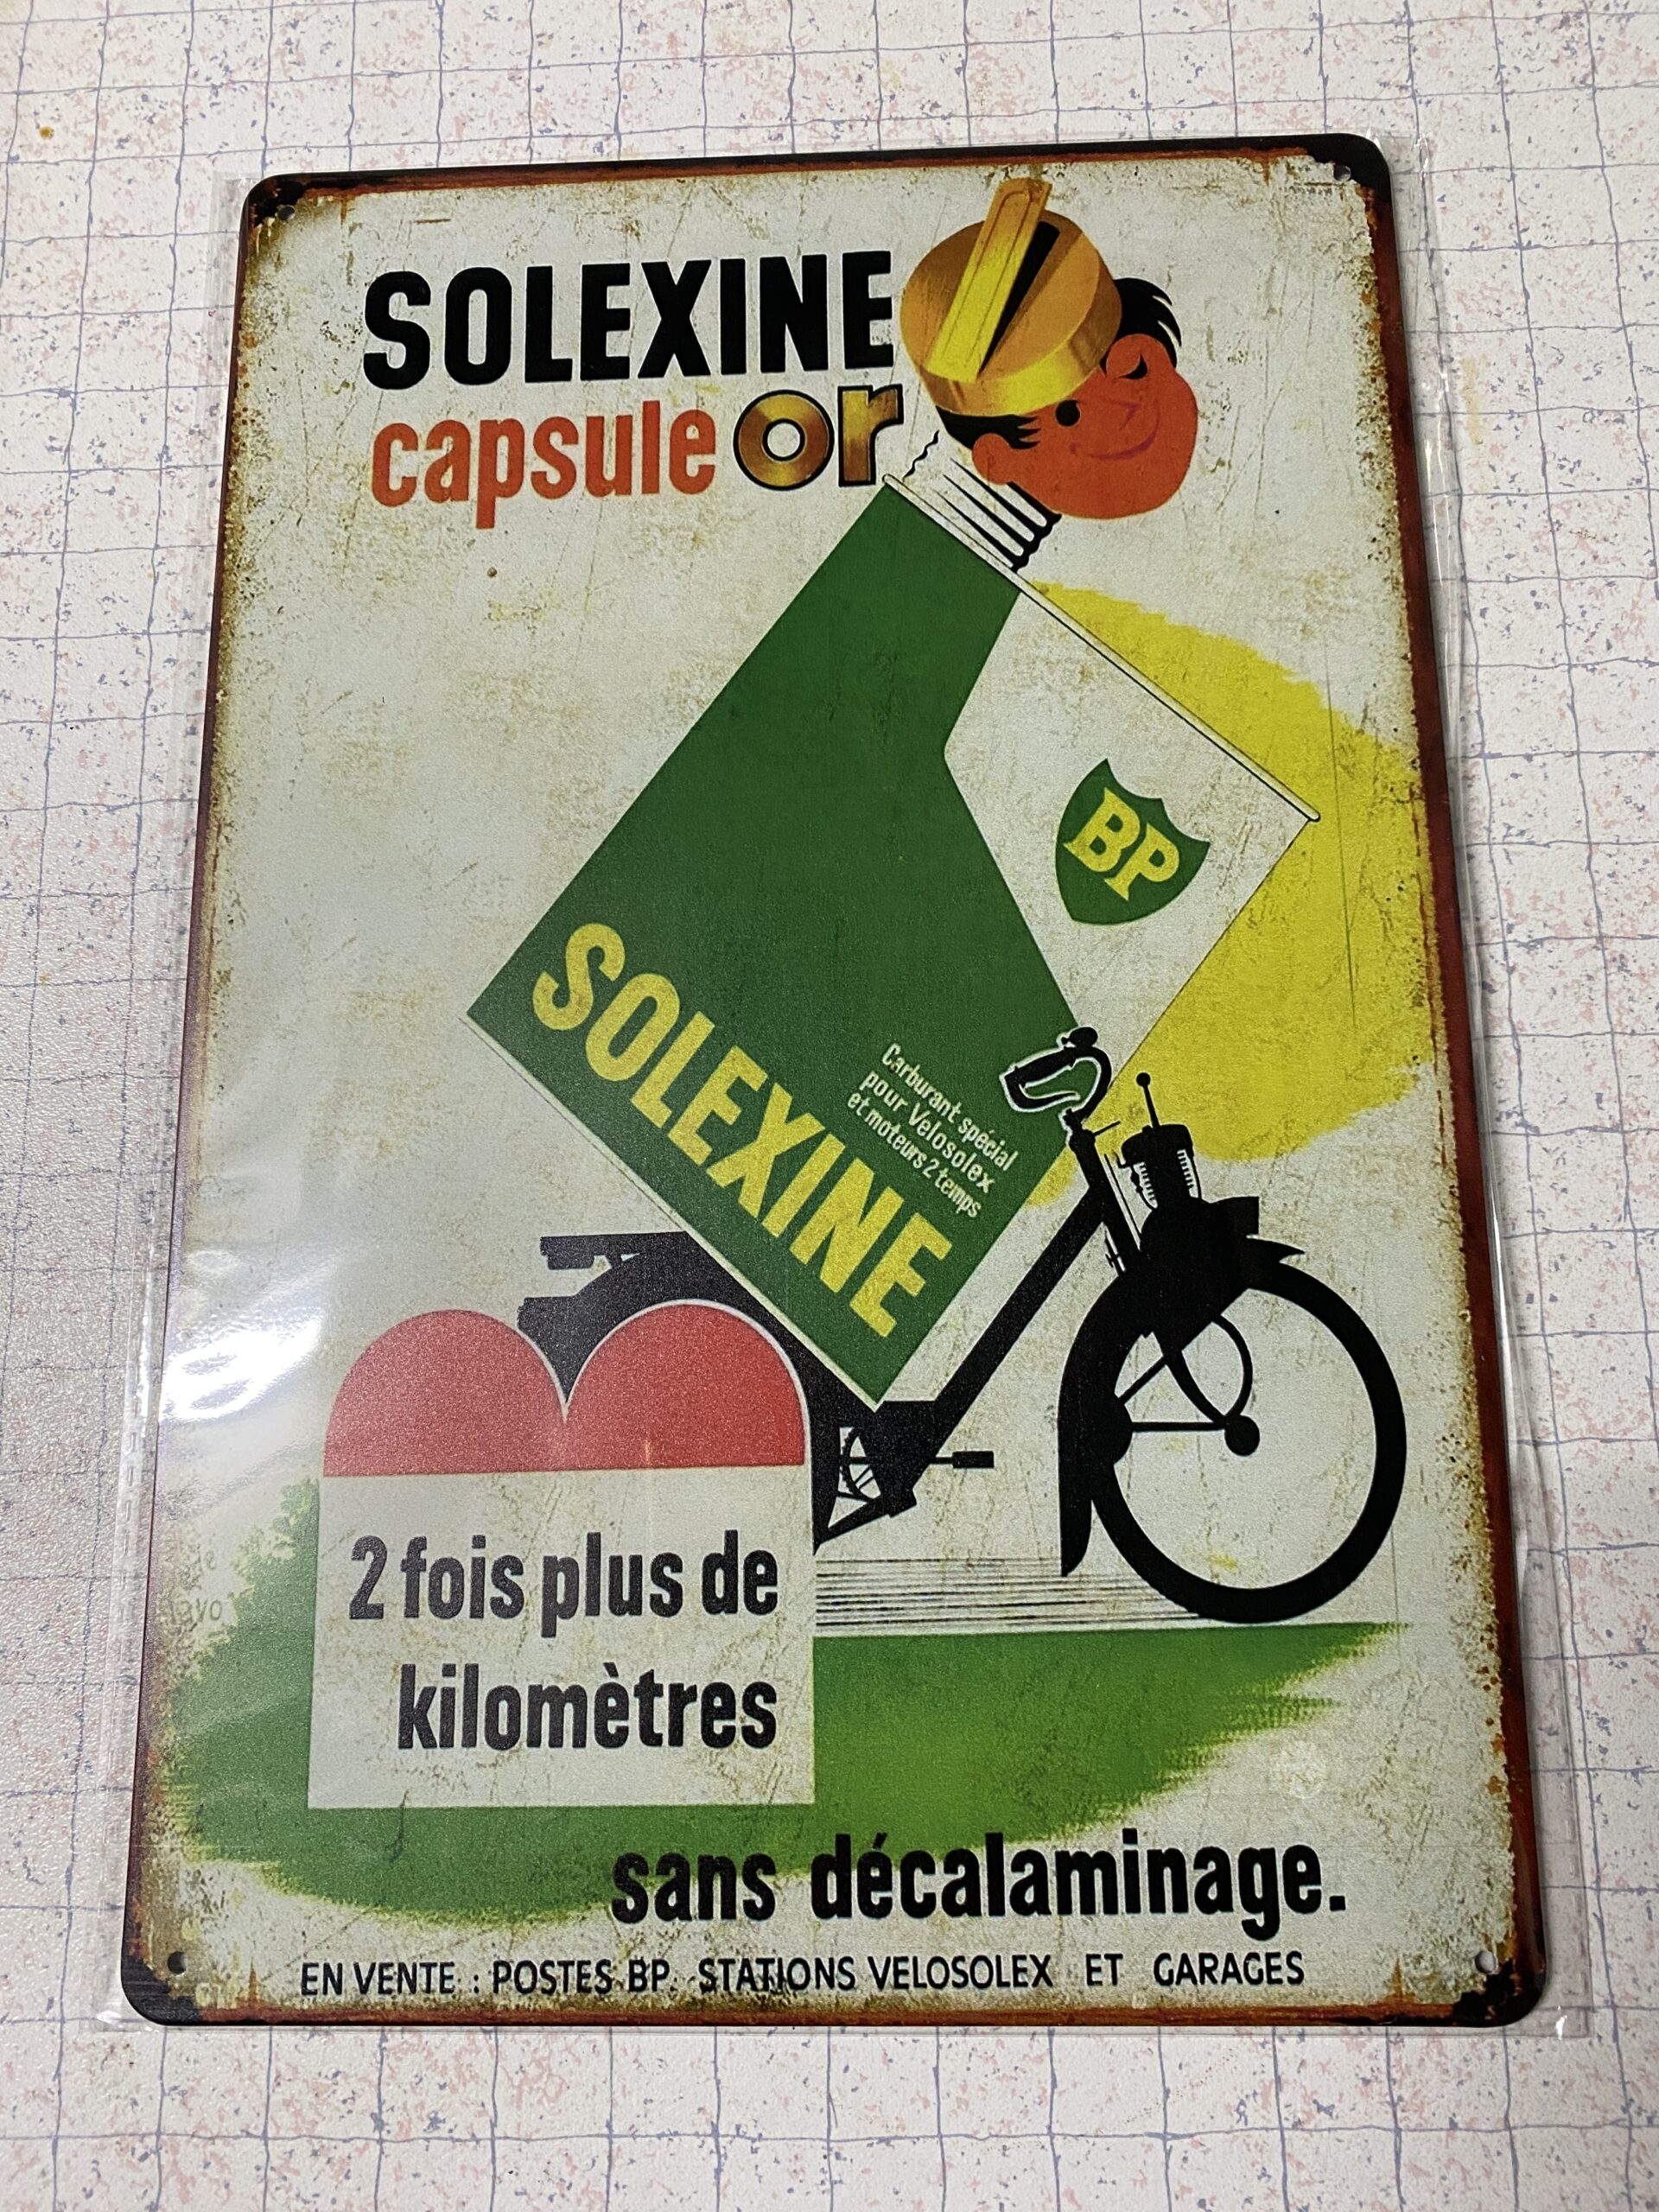 SOLEXINE
capsule or
BP
SOLEXINE
Carburant spécial
pour Velosolex
et moteurs 2 temps
2 fois plus de
kilomètres
sans décalaminage.
EN VENTE : POSTES BP. STATIONS VELOSOLEX ET GARAGES